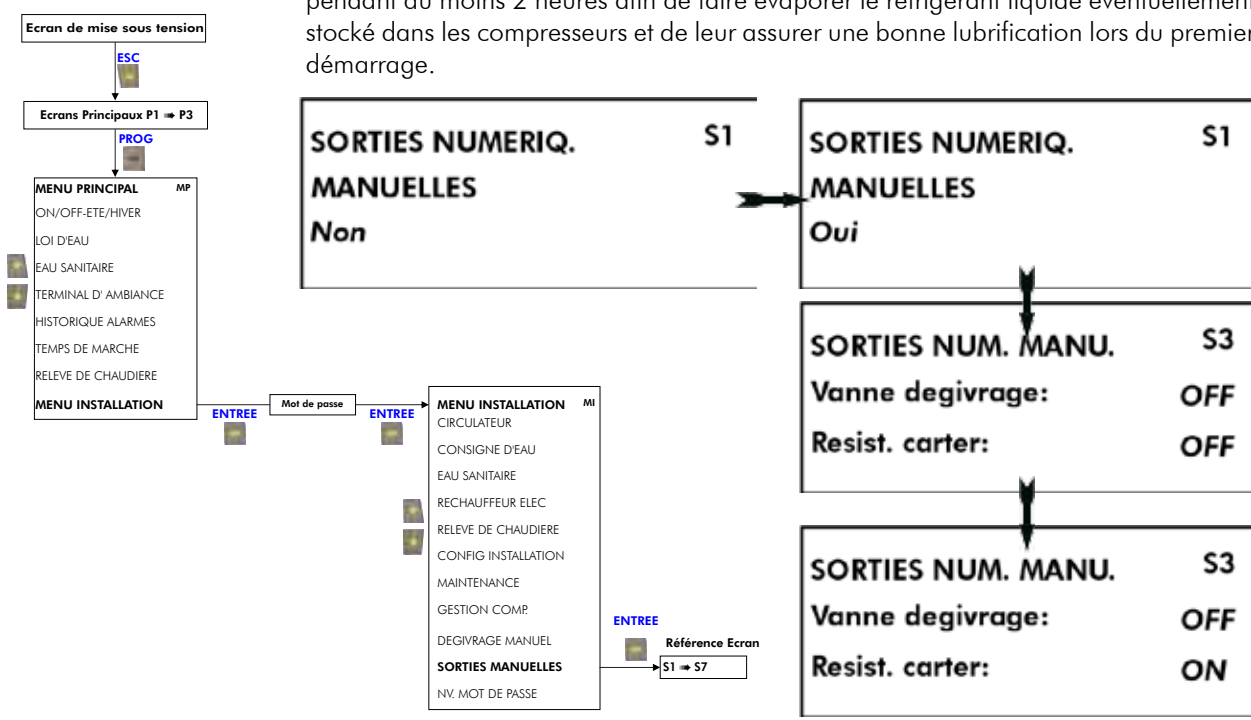 pendant au moins 2 heures afin de faire évaporer le réfrigérant liquide éventuellement
stocké dans les compresseurs et de leur assurer une bonne lubrification lors du premier
démarrage.
Ecran de mise sous tension
ESC
Ecrans Principaux P1 ➠ P3
PROG
MENU PRINCIPAL MP
ON/OFF-ETE/HIVER
LOI D'EAU
EAU SANITAIRE
TERMINAL D' AMBIANCE
HISTORIQUE ALARMES
TEMPS DE MARCHE
RELEVE DE CHAUDIERE
MENU INSTALLATION
ENTREE
Mot de passe
ENTREE
MENU INSTALLATION MI
CIRCULATEUR
CONSIGNE D'EAU
EAU SANITAIRE
RECHAUFFEUR ELEC
RELEVE DE CHAUDIERE
CONFIG INSTALLATION
MAINTENANCE
GESTION COMP.
DEGIVRAGE MANUEL
SORTIES MANUELLES
NV. MOT DE PASSE
ENTREE
Référence Ecran
S1 ➠ S7
SORTIES NUMERIQ. S1
MANUELLES
Non
SORTIES NUMERIQ. S1
MANUELLES
Oui
SORTIES NUM. MANU. S3
Vanne degivrage: OFF
Resist. carter: OFF
SORTIES NUM. MANU. S3
Vanne degivrage: OFF
Resist. carter: ON